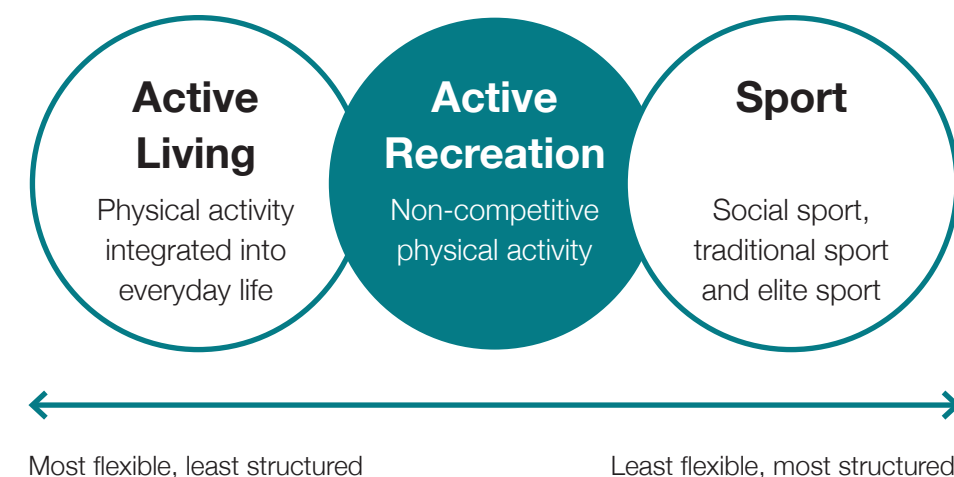 Active
Living
Physical activity
integrated into
everyday life
Active
Recreation
Non-competitive
physical activity
Sport
Social sport,
traditional sport
and elite sport
Most flexible, least structured
Least flexible, most structured